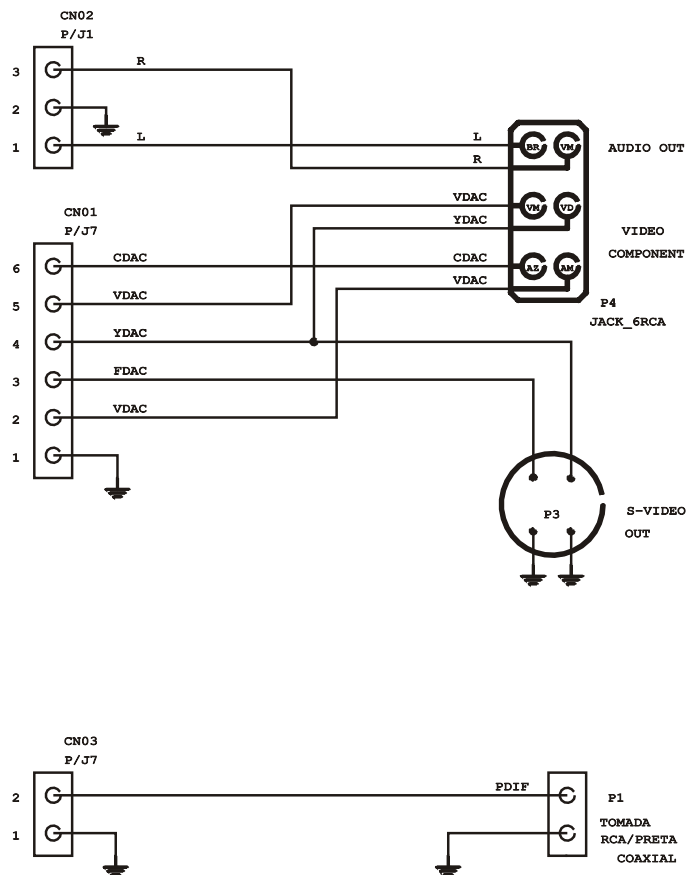 CN02
P/J1
3
R
2
1
L
L
BR
VM
AUDIO OUT
R
CN01
P/J7
VDAC
VM
VD
VIDEO
YDAC
COMPONENT
6
CDAC
CDAC
AZ
AM
5
VDAC
VDAC
P4
JACK_6RCA
4
YDAC
3
FDAC
2
VDAC
1
P3
S-VIDEO
OUT
CN03
P/J7
2
PDIF
P1
1
TOMADA
RCA/PRETA
COAXIAL